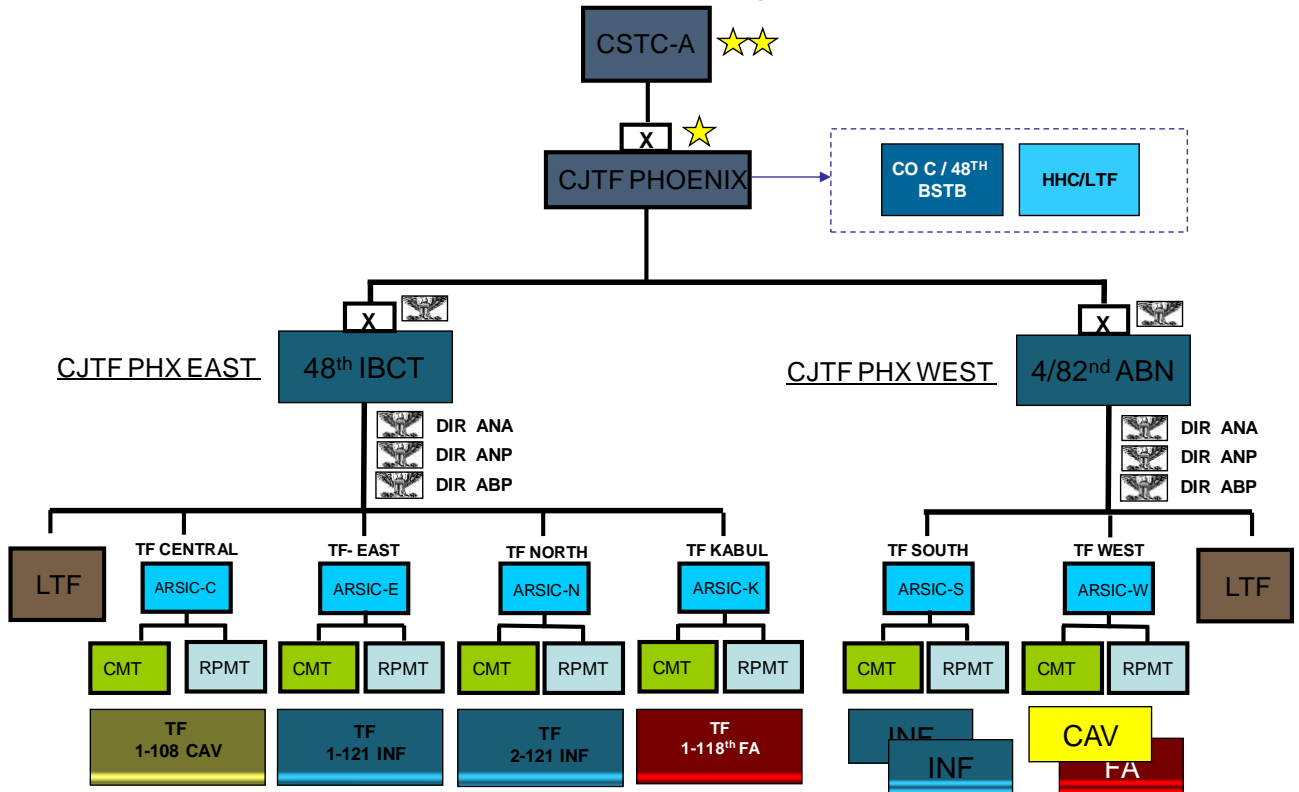 CSTC-A
X
CJTF PHOENIX
CO C / 48TH
BSTB
HHC/LTF
X
X
CJTF PHX EAST
48th IBCT
CJTF PHX WEST
4/82nd ABN
DIR ANA
DIR ANP
DIR ABP
DIR ANA
DIR ANP
DIR ABP
LTF
TF CENTRAL
TF- EAST
TF NORTH
TF KABUL
TF SOUTH
TF WEST
LTF
ARSIC-C
ARSIC-E
ARSIC-N
ARSIC-K
ARSIC-S
ARSIC-W
CMT
RPMT
CMT
RPMT
CMT
RPMT
CMT
RPMT
CMT
RPMT
CMT
RPMT
TF
1-108 CAV
TF
1-121 INF
TF
2-121 INF
TF
1-118th FA
INF
INF
CAV
FA